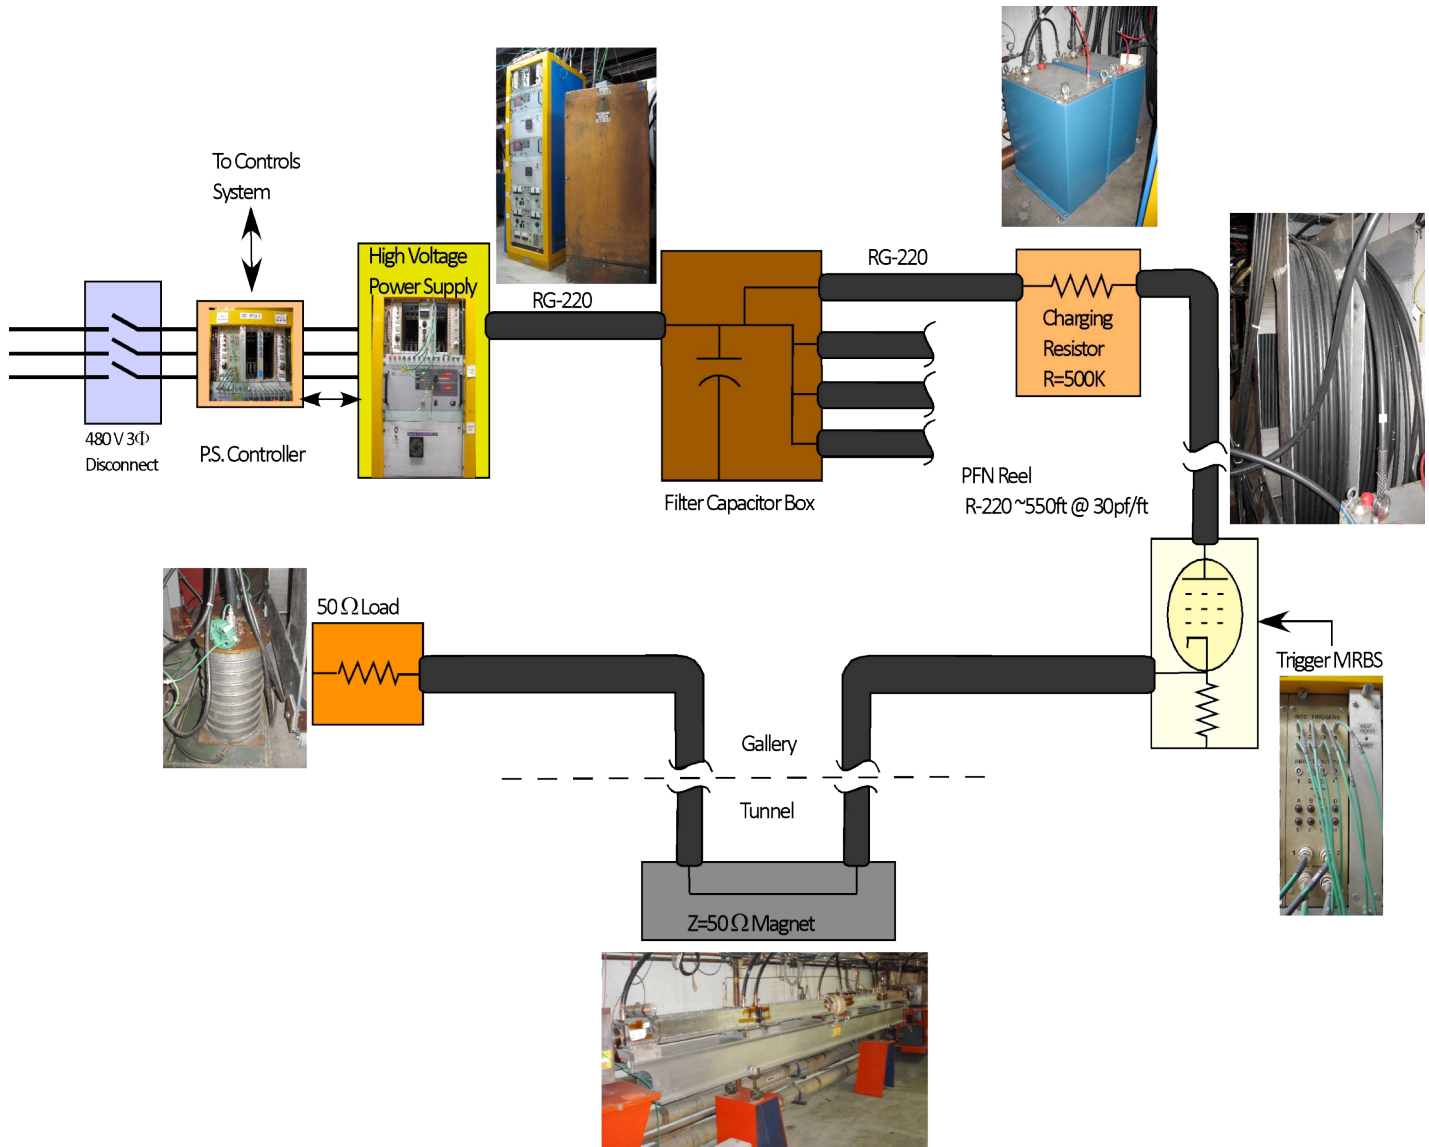 To Controls
System
High Voltage
Power Supply
RG-220
RG-220
Charging
Resistor
R=500K
480 V 3Φ
Disconnect
P.S. Controller
Filter Capacitor Box
PFN Reel
R-220 ~550ft @ 30pf/ft
50 Ω Load
Trigger MRBS
Gallery
Tunnel
Z=50 Ω Magnet
TRIGGERS